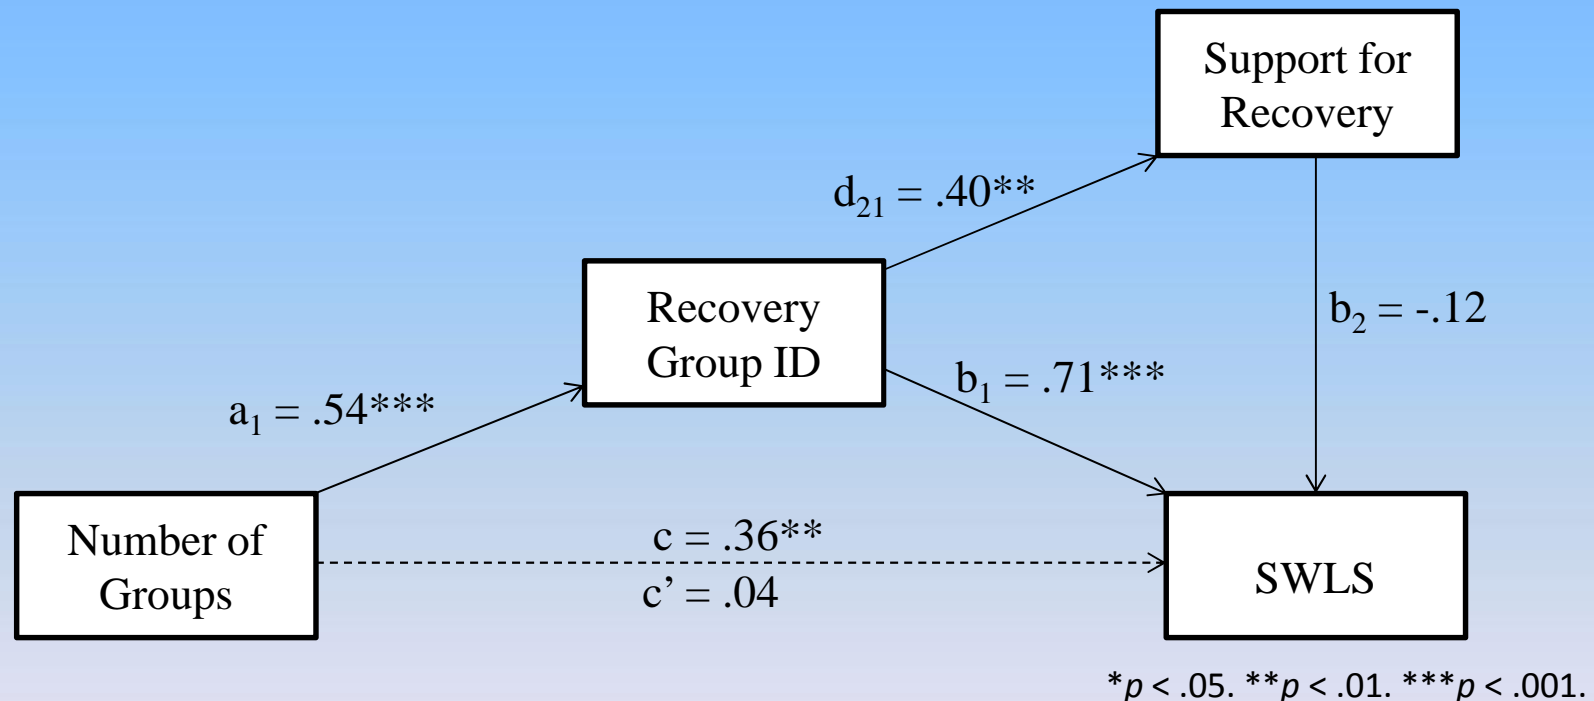 Support for
Recovery
d21 = .40**
Recovery
Group ID
b2 = -.12
b1 = .71***
a1 = .54***
Number of
Groups
c = .36**
c’ = .04
SWLS
*p < .05. **p < .01. ***p < .001.